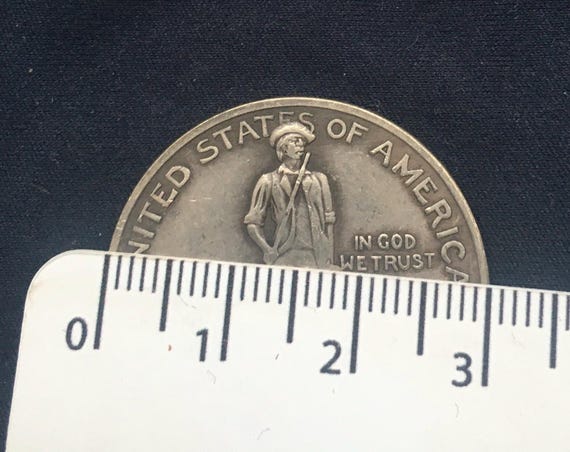 UNITED STATES OF AMERICA
IN GOD
WE TRUST
0 1 2 3